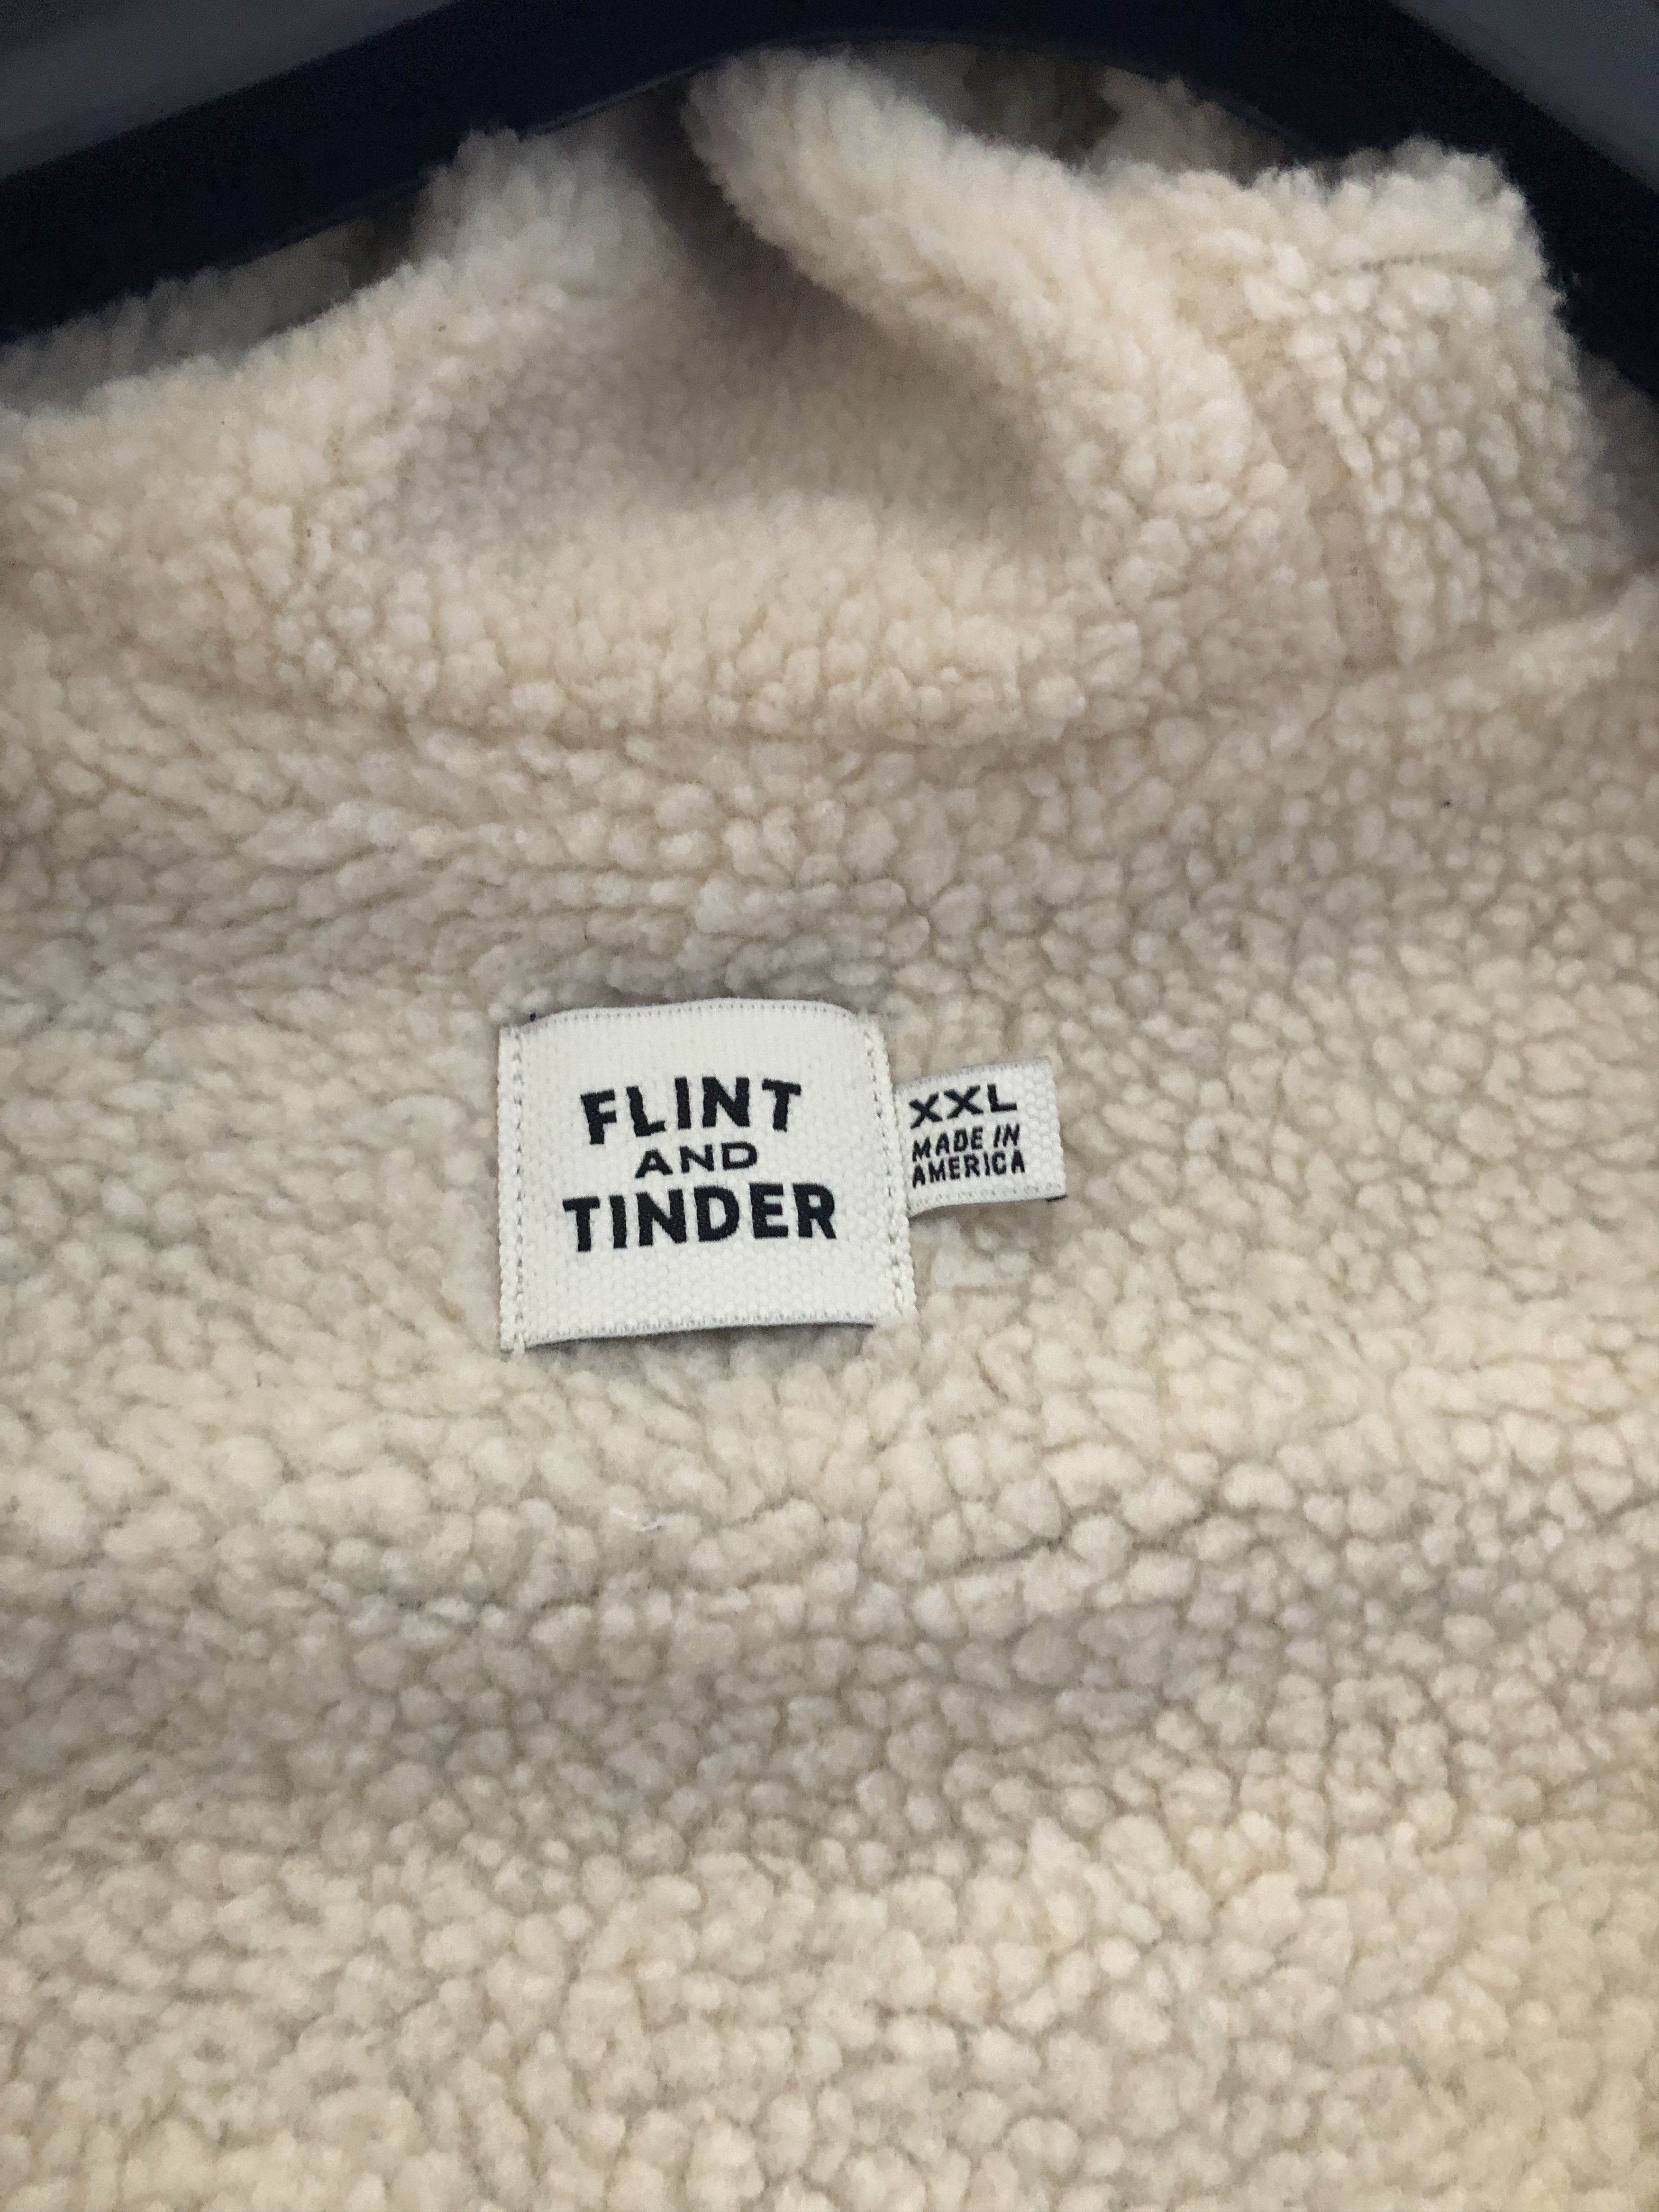 FLINT
AND
TINDER
XXL
MADE IN
AMERICA